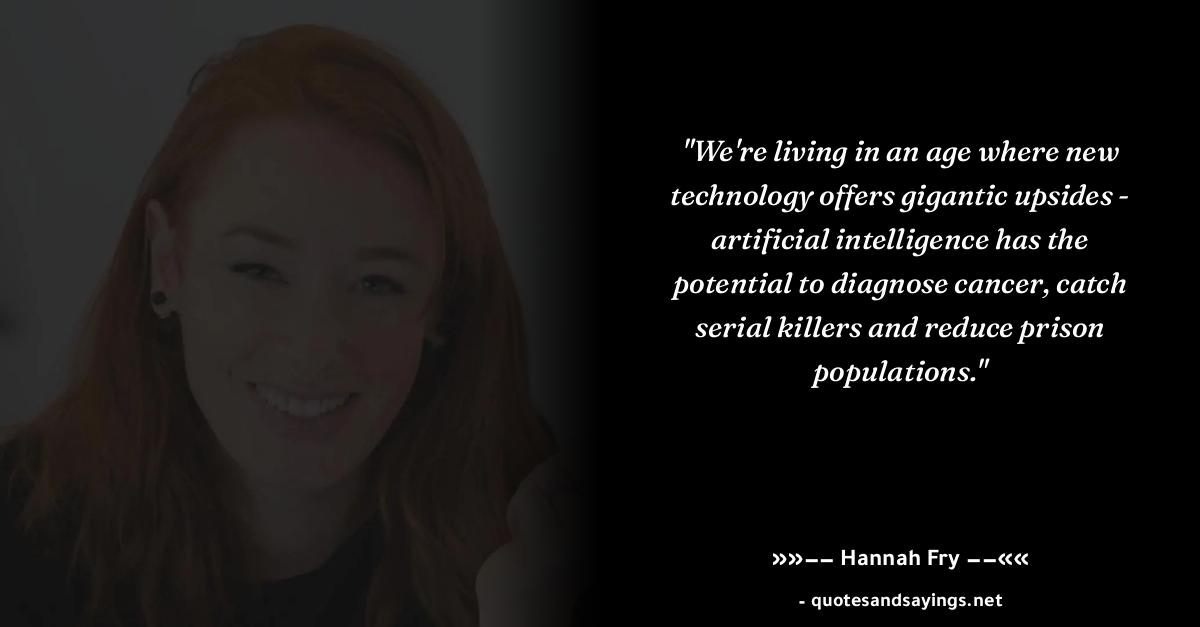 "We're living in an age where new
technology offers gigantic upsides -
artificial intelligence has the
potential to diagnose cancer, catch
serial killers and reduce prison
populations."
»»−− Hannah Fry −−««
- quotesandsayings.net